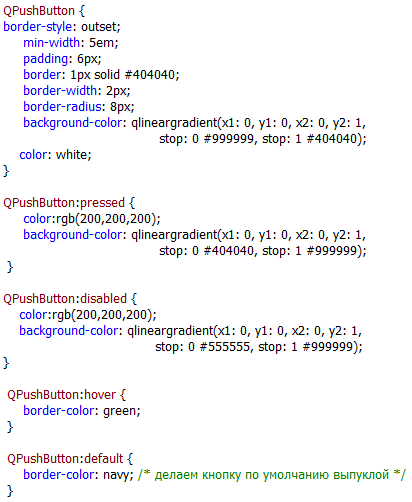 QPushButton {
border-style: outset;
min-width: 5em;
padding: 6px;
border: 1px solid #404040;
border-width: 2px;
border-radius: 8px;
background-color: qlineargradient(x1: 0, y1: 0, x2: 0, y2: 1,
stop: 0 #999999, stop: 1 #404040);
color: white;
}
QPushButton:pressed {
color:rgb(200,200,200);
background-color: qlineargradient(x1: 0, y1: 0, x2: 0, y2: 1,
stop: 0 #404040, stop: 1 #999999);
}
QPushButton:disabled {
color:rgb(200,200,200);
background-color: qlineargradient(x1: 0, y1: 0, x2: 0, y2: 1,
stop: 0 #555555, stop: 1 #999999);
}
QPushButton:hover {
border-color: green;
}
QPushButton:default {
border-color: navy; /* делаем кнопку по умолчанию выпуклой */
}